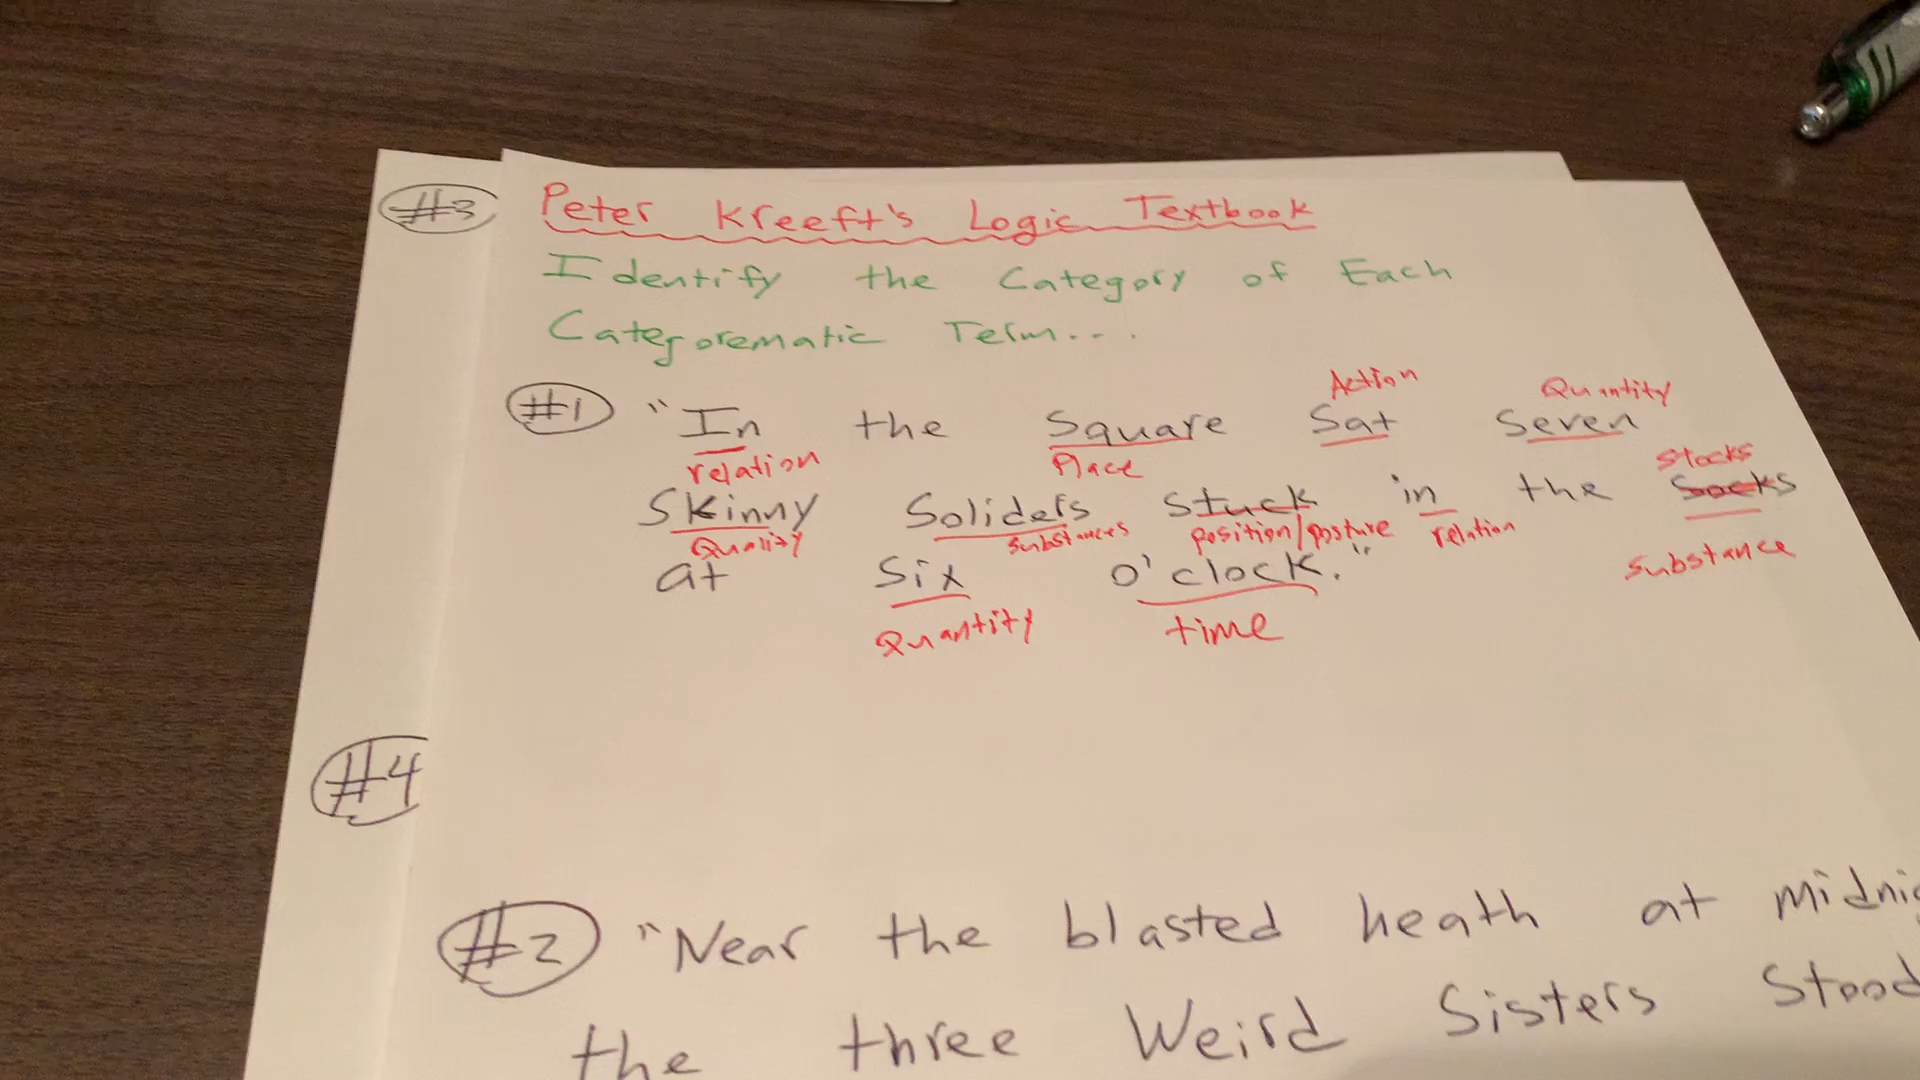 #3 Peter Kreeft's Logic Textbook
Identify the Category of Each
Categorematic Term...
Action Quantity
#1 "In the Square Sat Seven
relation Place Stocks
Skinny Soliders stuck in the Socks
Quality Substances position/posture relation
at six o'clock." Substance
Quantity time
#4
#2 "Near the blasted heath at
the three Weird Sisters Stood